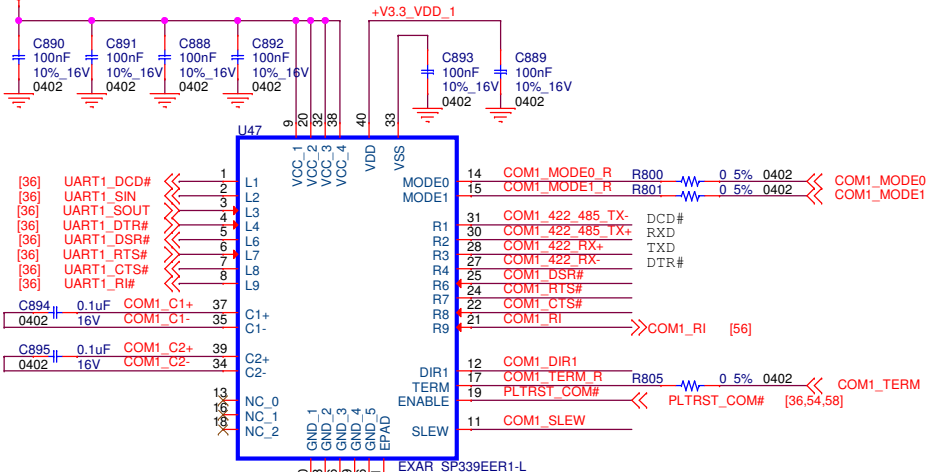 +V3.3_VDD_1
C890 100nF 10%_16V 0402
C891 100nF 10%_16V 0402
C888 100nF 10%_16V 0402
C892 100nF 10%_16V 0402
C893 100nF 10%_16V 0402
C889 100nF 10%_16V 0402
9 20 32 38 40 33
U47
VCC_1 VCC_2 VCC_3 VCC_4 VDD VSS
[36] UART1_DCD# 1 L1
[36] UART1_SIN 2 L2
[36] UART1_SOUT 3 L3
[36] UART1_DTR# 4 L4
[36] UART1_DSR# 5 L6
[36] UART1_RTS# 6 L7
[36] UART1_CTS# 7 L8
[36] UART1_RI# 8 L9
C894 0.1uF COM1_C1+ 37 C1+
0402 16V COM1_C1- 35 C1-
C895 0.1uF COM1_C2+ 39 C2+
0402 16V COM1_C2- 34 C2-
13 NC_0
16 NC_1
18 NC_2
GND_1 GND_2 GND_3 GND_4 GND_5 EPAD
MODE0 14 COM1_MODE0_R R800 0 5% 0402 COM1_MODE0
MODE1 15 COM1_MODE1_R R801 0 5% 0402 COM1_MODE1
R1 31 COM1_422_485_TX- DCD#
R2 30 COM1_422_485_TX+ RXD
R3 28 COM1_422_RX+ TXD
R4 27 COM1_422_RX- DTR#
R6 25 COM1_DSR#
R7 24 COM1_RTS#
R8 22 COM1_CTS#
R9 21 COM1_RI COM1_RI [56]
DIR1 12 COM1_DIR1
TERM 17 COM1_TERM_R R805 0 5% 0402 COM1_TERM
ENABLE 19 PLTRST_COM# PLTRST_COM# [36,54,58]
SLEW 11 COM1_SLEW
EXAR SP339EER1-L